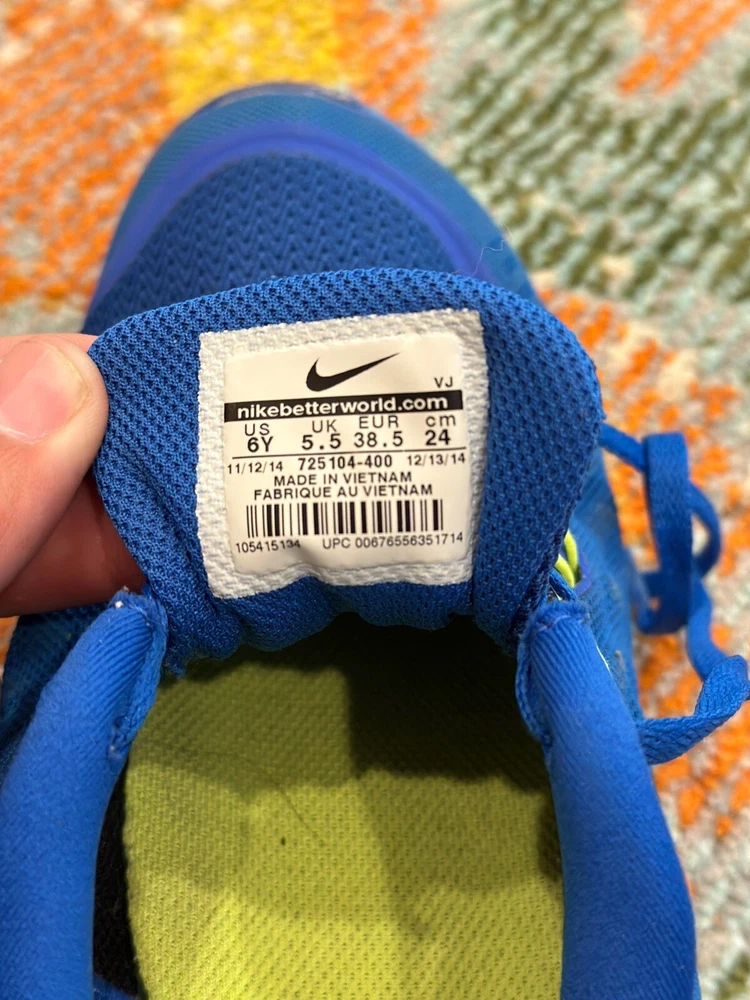 VJ
nikebetterworld.com
US UK EUR cm
6Y 5.5 38.5 24
11/12/14 725104-400 12/13/14
MADE IN VIETNAM
FABRIQUE AU VIETNAM
105415134 UPC 00676556351714